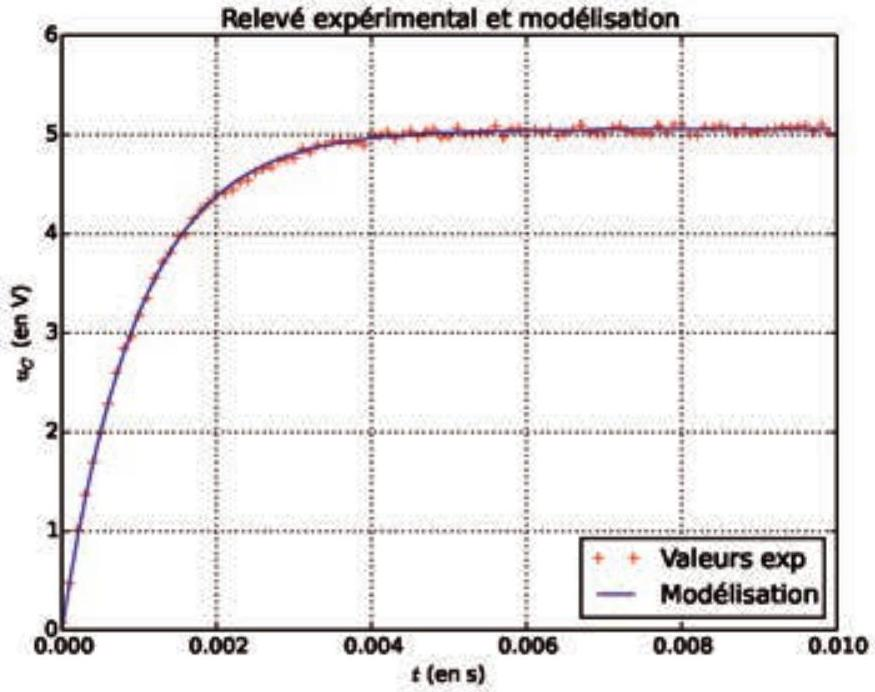 Relevé expérimental et modélisation
6
5
4
3
2
1
0
u_C (en V)
0.000 0.002 0.004 0.006 0.008 0.010
t (en s)
Valeurs exp
Modélisation